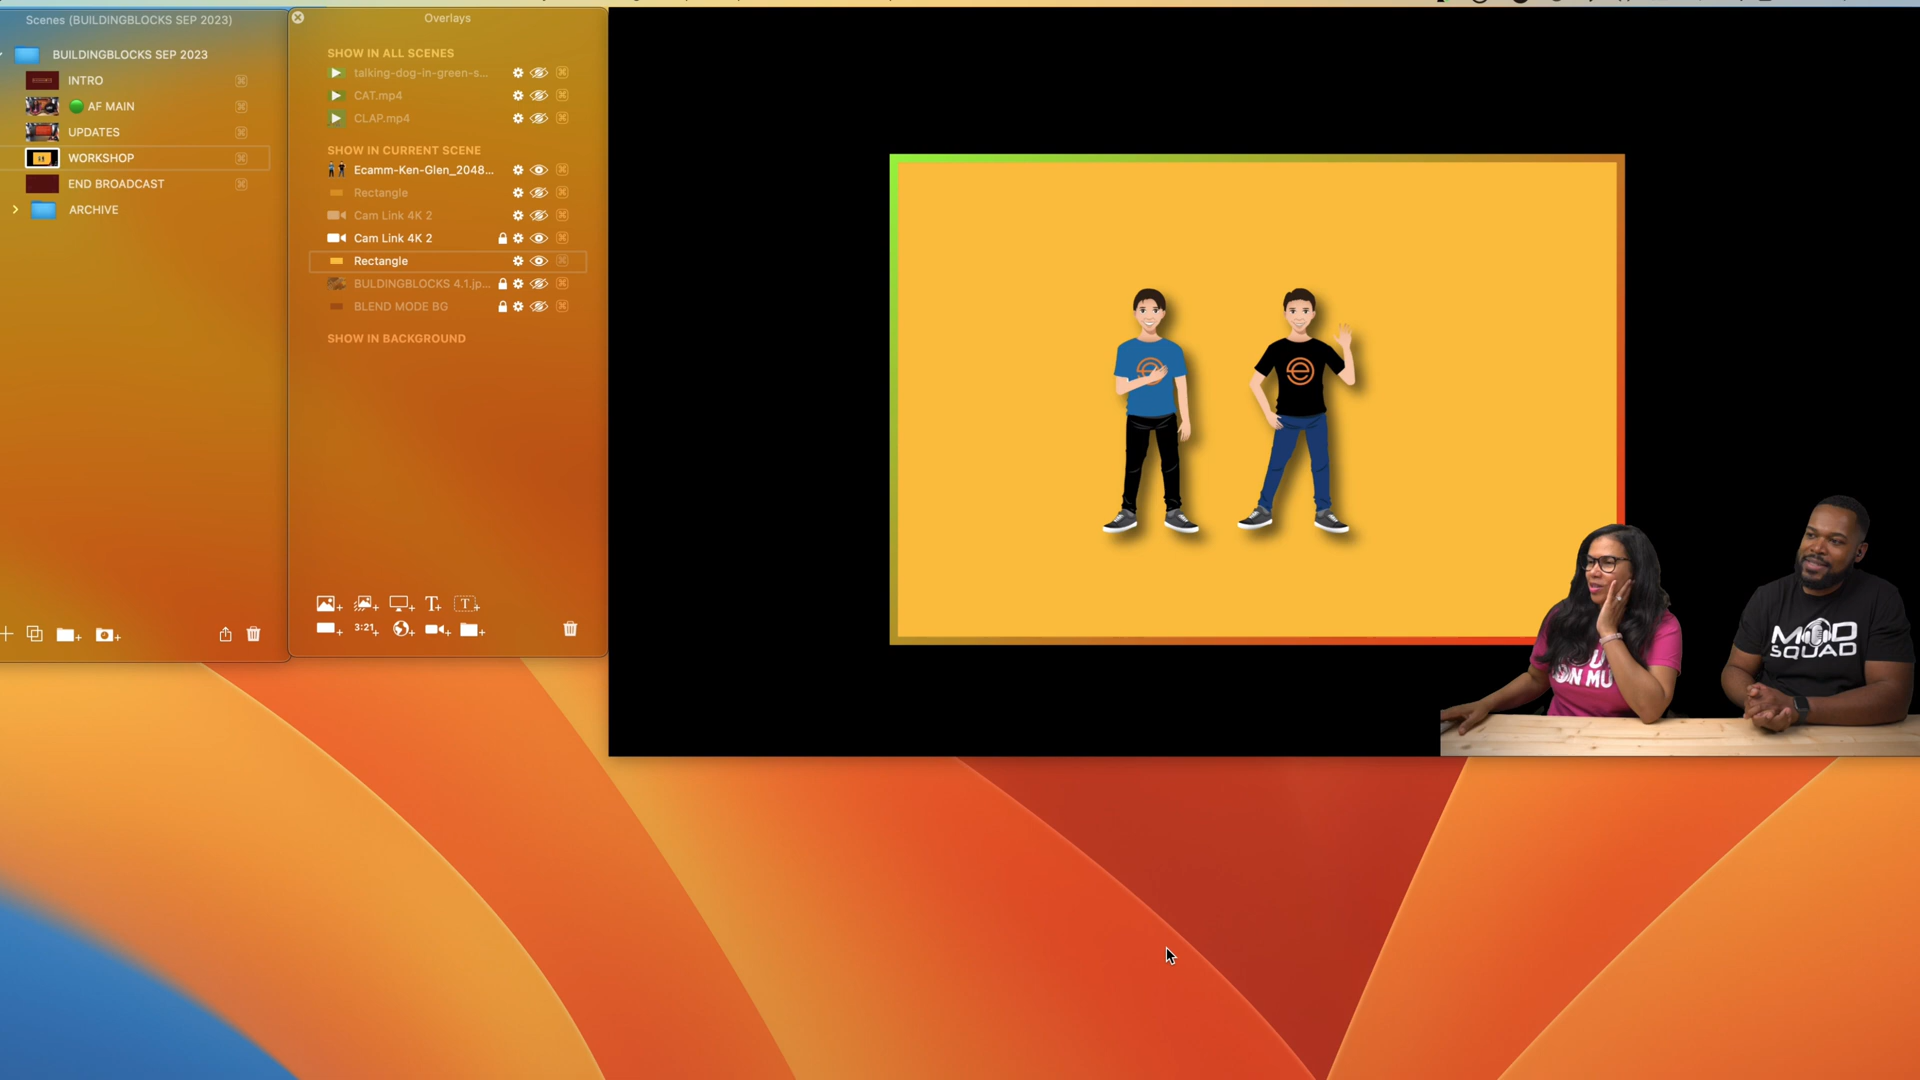 Scenes (BUILDINGBLOCKS SEP 2023)
BUILDINGBLOCKS SEP 2023
INTRO
AF MAIN
UPDATES
WORKSHOP
END BROADCAST
ARCHIVE
Overlays
SHOW IN ALL SCENES
talking-dog-in-green-s...
CAT.mp4
CLAP.mp4
SHOW IN CURRENT SCENE
Ecamm-Ken-Glen_2048...
Rectangle
Cam Link 4K 2
Cam Link 4K 2
Rectangle
BULDINGBLOCKS 4.1.jp...
BLEND MODE BG
SHOW IN BACKGROUND
3:21
MOD
SQUAD